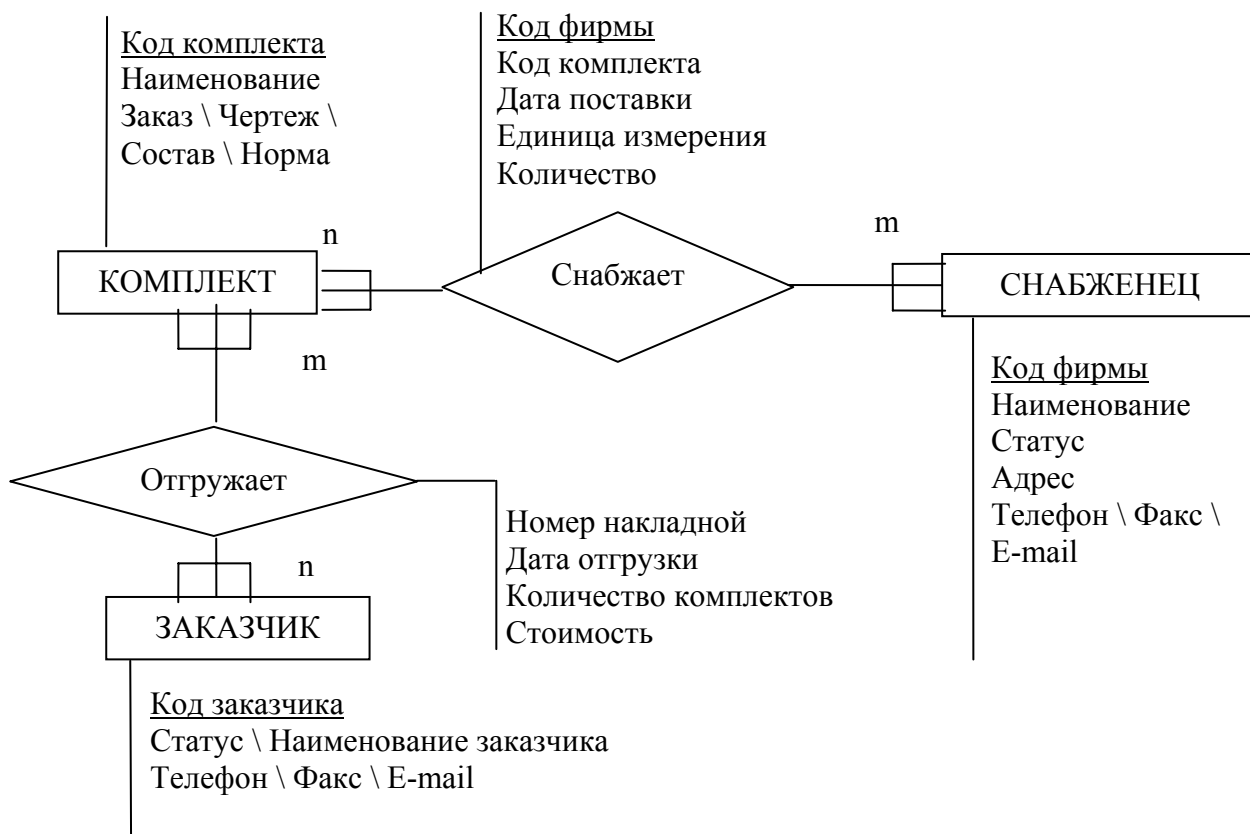 Код комплекта
Наименование
Заказ \ Чертеж \
Состав \ Норма
Код фирмы
Код комплекта
Дата поставки
Единица измерения
Количество
n
m
КОМПЛЕКТ
Снабжает
СНАБЖЕНЕЦ
m
Код фирмы
Наименование
Статус
Адрес
Телефон \ Факс \
E-mail
Отгружает
Номер накладной
Дата отгрузки
Количество комплектов
Стоимость
n
ЗАКАЗЧИК
Код заказчика
Статус \ Наименование заказчика
Телефон \ Факс \ E-mail